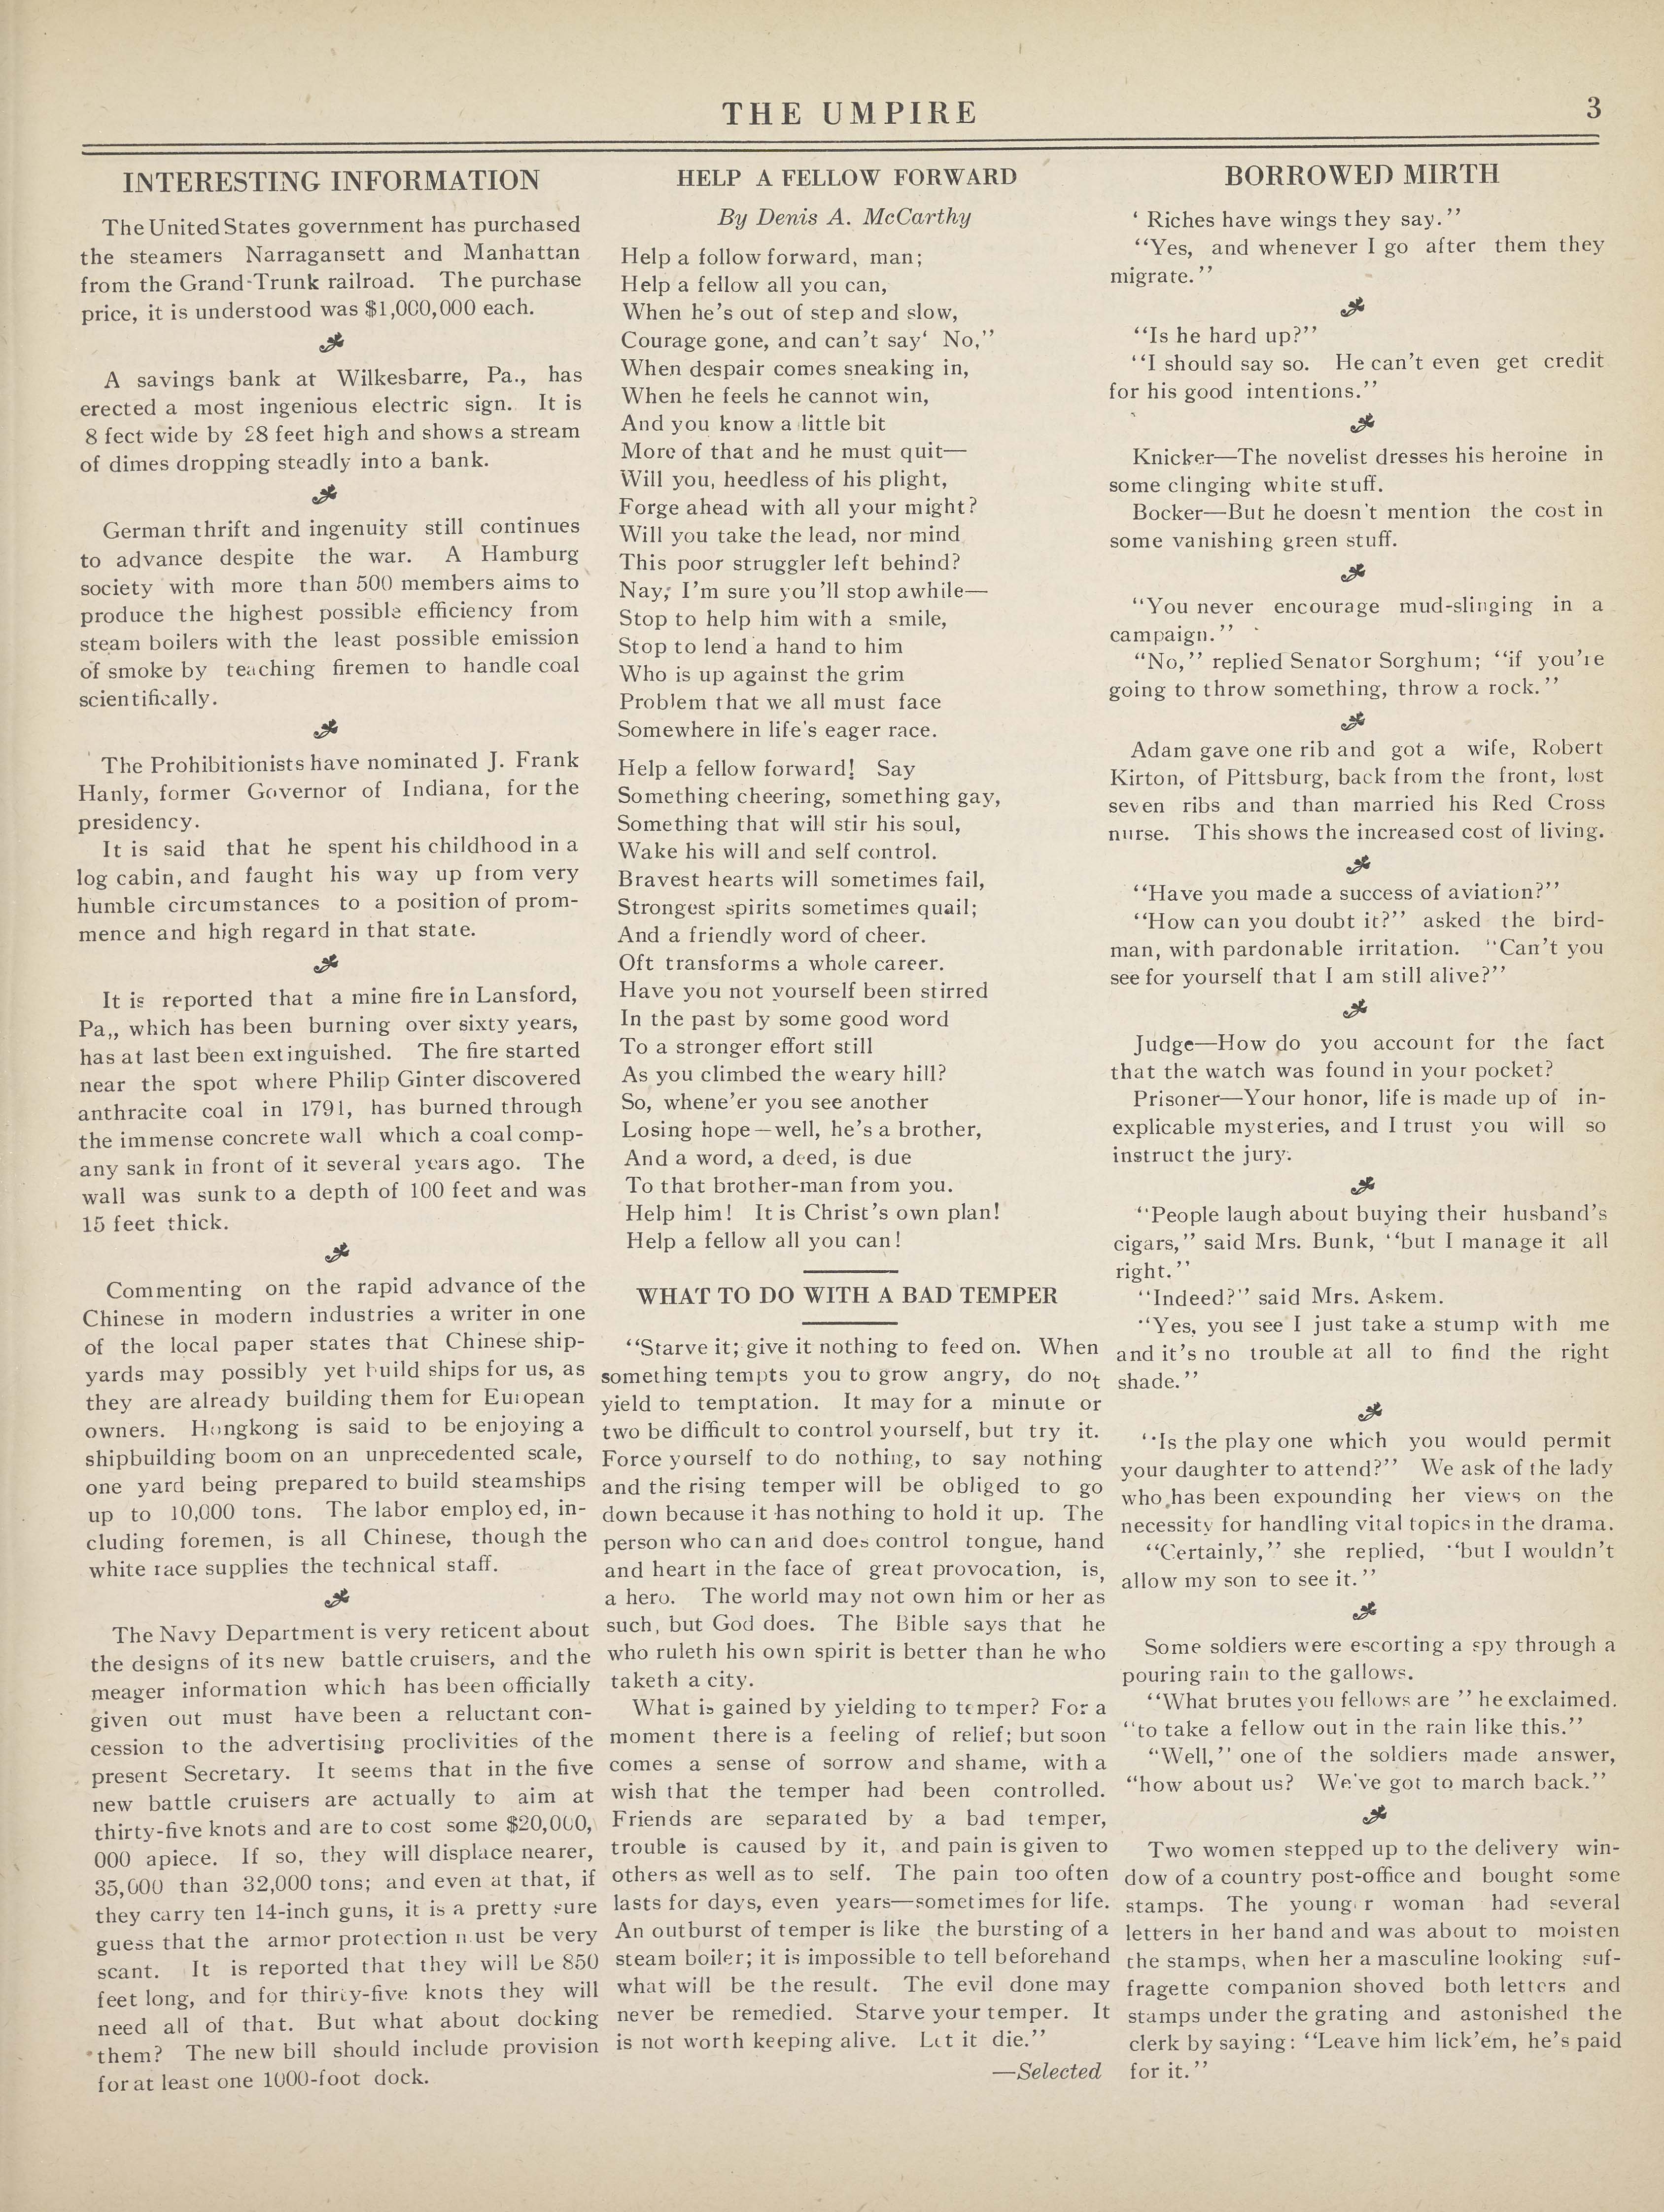 THE UMPIRE
3
INTERESTING INFORMATION
The United States government has purchased
the steamers Narragansett and Manhattan
from the Grand-Trunk railroad. The purchase
price, it is understood was $1,000,000 each.
A savings bank at Wilkesbarre, Pa., has
erected a most ingenious electric sign. It is
8 fect wide by 28 feet high and shows a stream
of dimes dropping steadly into a bank.
German thrift and ingenuity still continues
to advance despite the war. A Hamburg
society with more than 500 members aims to
produce the highest possible efficiency from
steam boilers with the least possible emission
of smoke by teaching firemen to handle coal
scientifically.
The Prohibitionists have nominated J. Frank
Hanly, former Governor of Indiana, for the
presidency.
It is said that he spent his childhood in a
log cabin, and faught his way up from very
humble circumstances to a position of prom-
mence and high regard in that state.
It is reported that a mine fire in Lansford,
Pa,, which has been burning over sixty years,
has at last been extinguished. The fire started
near the spot where Philip Ginter discovered
anthracite coal in 1791, has burned through
the immense concrete wall which a coal comp-
any sank in front of it several years ago. The
wall was sunk to a depth of 100 feet and was
15 feet thick.
Commenting on the rapid advance of the
Chinese in modern industries a writer in one
of the local paper states that Chinese ship-
yards may possibly yet build ships for us, as
they are already building them for European
owners. Hongkong is said to be enjoying a
shipbuilding boom on an unprecedented scale,
one yard being prepared to build steamships
up to 10,000 tons. The labor employed, in-
cluding foremen, is all Chinese, though the
white race supplies the technical staff.
The Navy Department is very reticent about
the designs of its new battle cruisers, and the
meager information which has been officially
given out must have been a reluctant con-
cession to the advertising proclivities of the
present Secretary. It seems that in the five
new battle cruisers are actually to aim at
thirty-five knots and are to cost some $20,000,
000 apiece. If so, they will displace nearer,
35,000 than 32,000 tons; and even at that, if
they carry ten 14-inch guns, it is a pretty sure
guess that the armor protection must be very
scant. It is reported that they will be 850
feet long, and for thirty-five knots they will
need all of that. But what about docking
them? The new bill should include provision
for at least one 1000-foot dock.
HELP A FELLOW FORWARD
By Denis A. McCarthy
Help a follow forward, man;
Help a fellow all you can,
When he's out of step and slow,
Courage gone, and can't say‘ No,’’
When despair comes sneaking in,
When he feels he cannot win,
And you know a little bit
More of that and he must quit—
Will you, heedless of his plight,
Forge ahead with all your might?
Will you take the lead, nor mind
This poor struggler left behind?
Nay; I'm sure you'll stop awhile—
Stop to help him with a smile,
Stop to lend a hand to him
Who is up against the grim
Problem that we all must face
Somewhere in life's eager race.
Help a fellow forward! Say
Something cheering, something gay,
Something that will stir his soul,
Wake his will and self control.
Bravest hearts will sometimes fail,
Strongest spirits sometimes quail;
And a friendly word of cheer.
Oft transforms a whole career.
Have you not yourself been stirred
In the past by some good word
To a stronger effort still
As you climbed the weary hill?
So, whene'er you see another
Losing hope—well, he's a brother,
And a word, a deed, is due
To that brother-man from you.
Help him! It is Christ's own plan!
Help a fellow all you can!
WHAT TO DO WITH A BAD TEMPER
‘‘Starve it; give it nothing to feed on. When
something tempts you to grow angry, do not
yield to temptation. It may for a minute or
two be difficult to control yourself, but try it.
Force yourself to do nothing, to say nothing
and the rising temper will be obliged to go
down because it has nothing to hold it up. The
person who can and does control tongue, hand
and heart in the face of great provocation, is,
a hero. The world may not own him or her as
such, but God does. The Bible says that he
who ruleth his own spirit is better than he who
taketh a city.
What is gained by yielding to temper? For a
moment there is a feeling of relief; but soon
comes a sense of sorrow and shame, with a
wish that the temper had been controlled.
Friends are separated by a bad temper,
trouble is caused by it, and pain is given to
others as well as to self. The pain too often
lasts for days, even years—sometimes for life.
An outburst of temper is like the bursting of a
steam boiler; it is impossible to tell beforehand
what will be the result. The evil done may
never be remedied. Starve your temper. It
is not worth keeping alive. Let it die.’’
—Selected
BORROWED MIRTH
‘ Riches have wings they say.’’
‘‘Yes, and whenever I go after them they
migrate.’’
‘‘Is he hard up?’’
‘‘I should say so. He can't even get credit
for his good intentions.’’
Knicker—The novelist dresses his heroine in
some clinging white stuff.
Bocker—But he doesn't mention the cost in
some vanishing green stuff.
‘‘You never encourage mud-slinging in a
campaign.’’
‘‘No,’’ replied Senator Sorghum; ‘‘if you're
going to throw something, throw a rock.’’
Adam gave one rib and got a wife, Robert
Kirton, of Pittsburg, back from the front, lost
seven ribs and than married his Red Cross
nurse. This shows the increased cost of living.
‘‘Have you made a success of aviation?’’
‘‘How can you doubt it?’’ asked the bird-
man, with pardonable irritation. ‘‘Can't you
see for yourself that I am still alive?’’
Judge—How do you account for the fact
that the watch was found in your pocket?
Prisoner—Your honor, life is made up of in-
explicable mysteries, and I trust you will so
instruct the jury.
‘‘People laugh about buying their husband's
cigars,’’ said Mrs. Bunk, ‘‘but I manage it all
right.’’
‘‘Indeed?’’ said Mrs. Askem.
‘‘Yes, you see I just take a stump with me
and it's no trouble at all to find the right
shade.’’
‘‘Is the play one which you would permit
your daughter to attend?’’ We ask of the lady
who has been expounding her views on the
necessity for handling vital topics in the drama.
‘‘Certainly,’’ she replied, ‘‘but I wouldn't
allow my son to see it.’’
Some soldiers were escorting a spy through a
pouring rain to the gallows.
‘‘What brutes you fellows are ’’ he exclaimed.
‘‘to take a fellow out in the rain like this.’’
‘‘Well,’’ one of the soldiers made answer,
‘‘how about us? We've got to march back.’’
Two women stepped up to the delivery win-
dow of a country post-office and bought some
stamps. The young r woman had several
letters in her hand and was about to moisten
the stamps, when her a masculine looking suf-
fragette companion shoved both letters and
stamps under the grating and astonished the
clerk by saying: ‘‘Leave him lick'em, he's paid
for it.’’